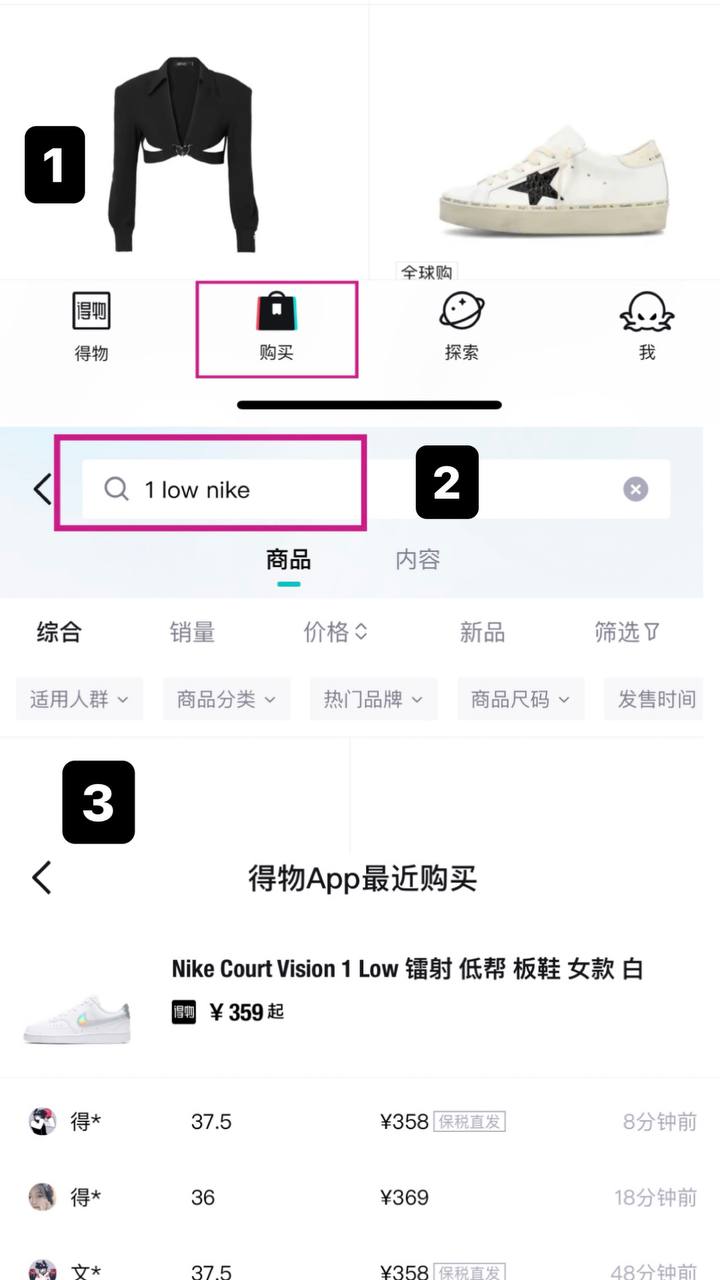 1
全球购
得物
得物
购买
探索
我
1 low nike
2
商品
内容
综合
销量
价格
新品
筛选
适用人群
商品分类
热门品牌
商品尺码
发售时间
3
得物App最近购买
Nike Court Vision 1 Low 镭射 低帮 板鞋 女款 白
得物 ¥ 359 起
得* 37.5 ¥358 保税直发 8分钟前
得* 36 ¥369 18分钟前
文* 37.5 ¥358 保税直发 48分钟前